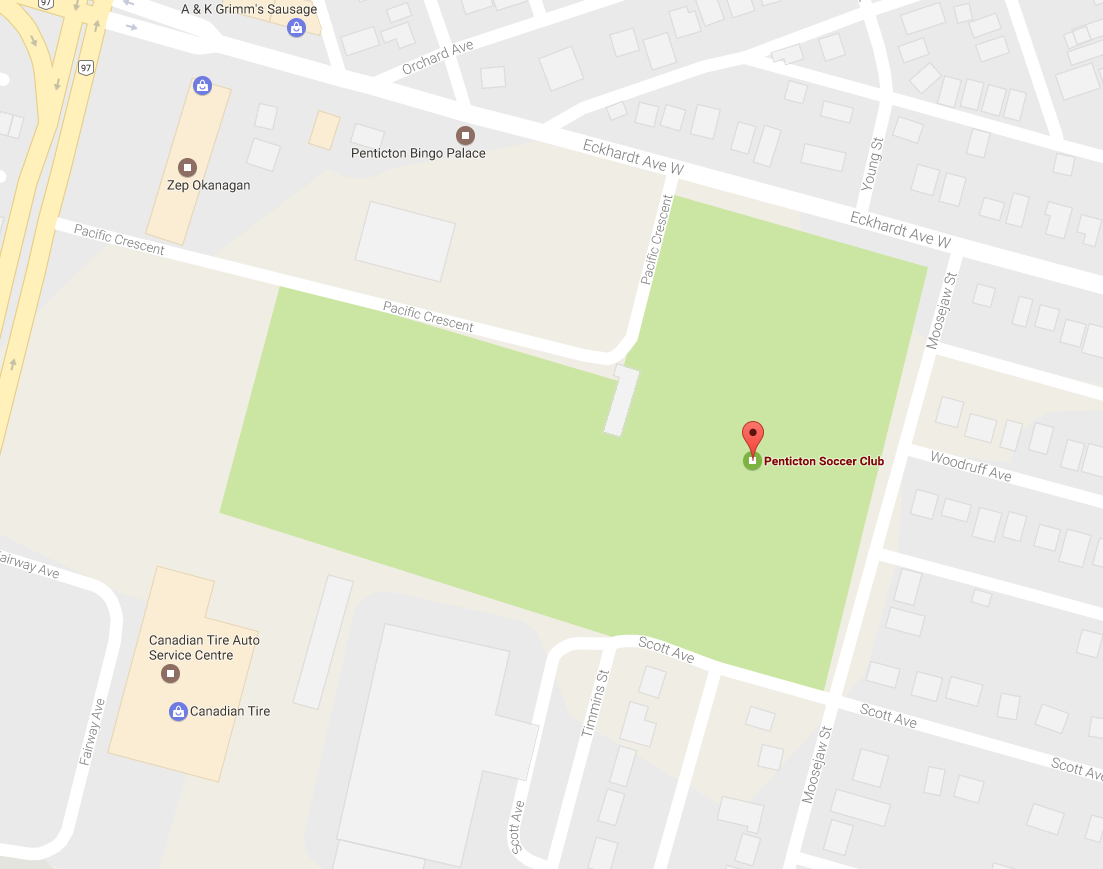 97
A & K Grimm's Sausage
97
Orchard Ave
Eckhardt Ave W
Penticton Bingo Palace
Young St
Zep Okanagan
Pacific Crescent
Pacific Crescent
Eckhardt Ave W
Moosejaw St
Pacific Crescent
Penticton Soccer Club
Woodruff Ave
airway Ave
Canadian Tire Auto
Service Centre
Scott Ave
Canadian Tire
Timmins St
Fairway Ave
Scott Ave
Moosejaw St
Scott Ave
Scott Ave